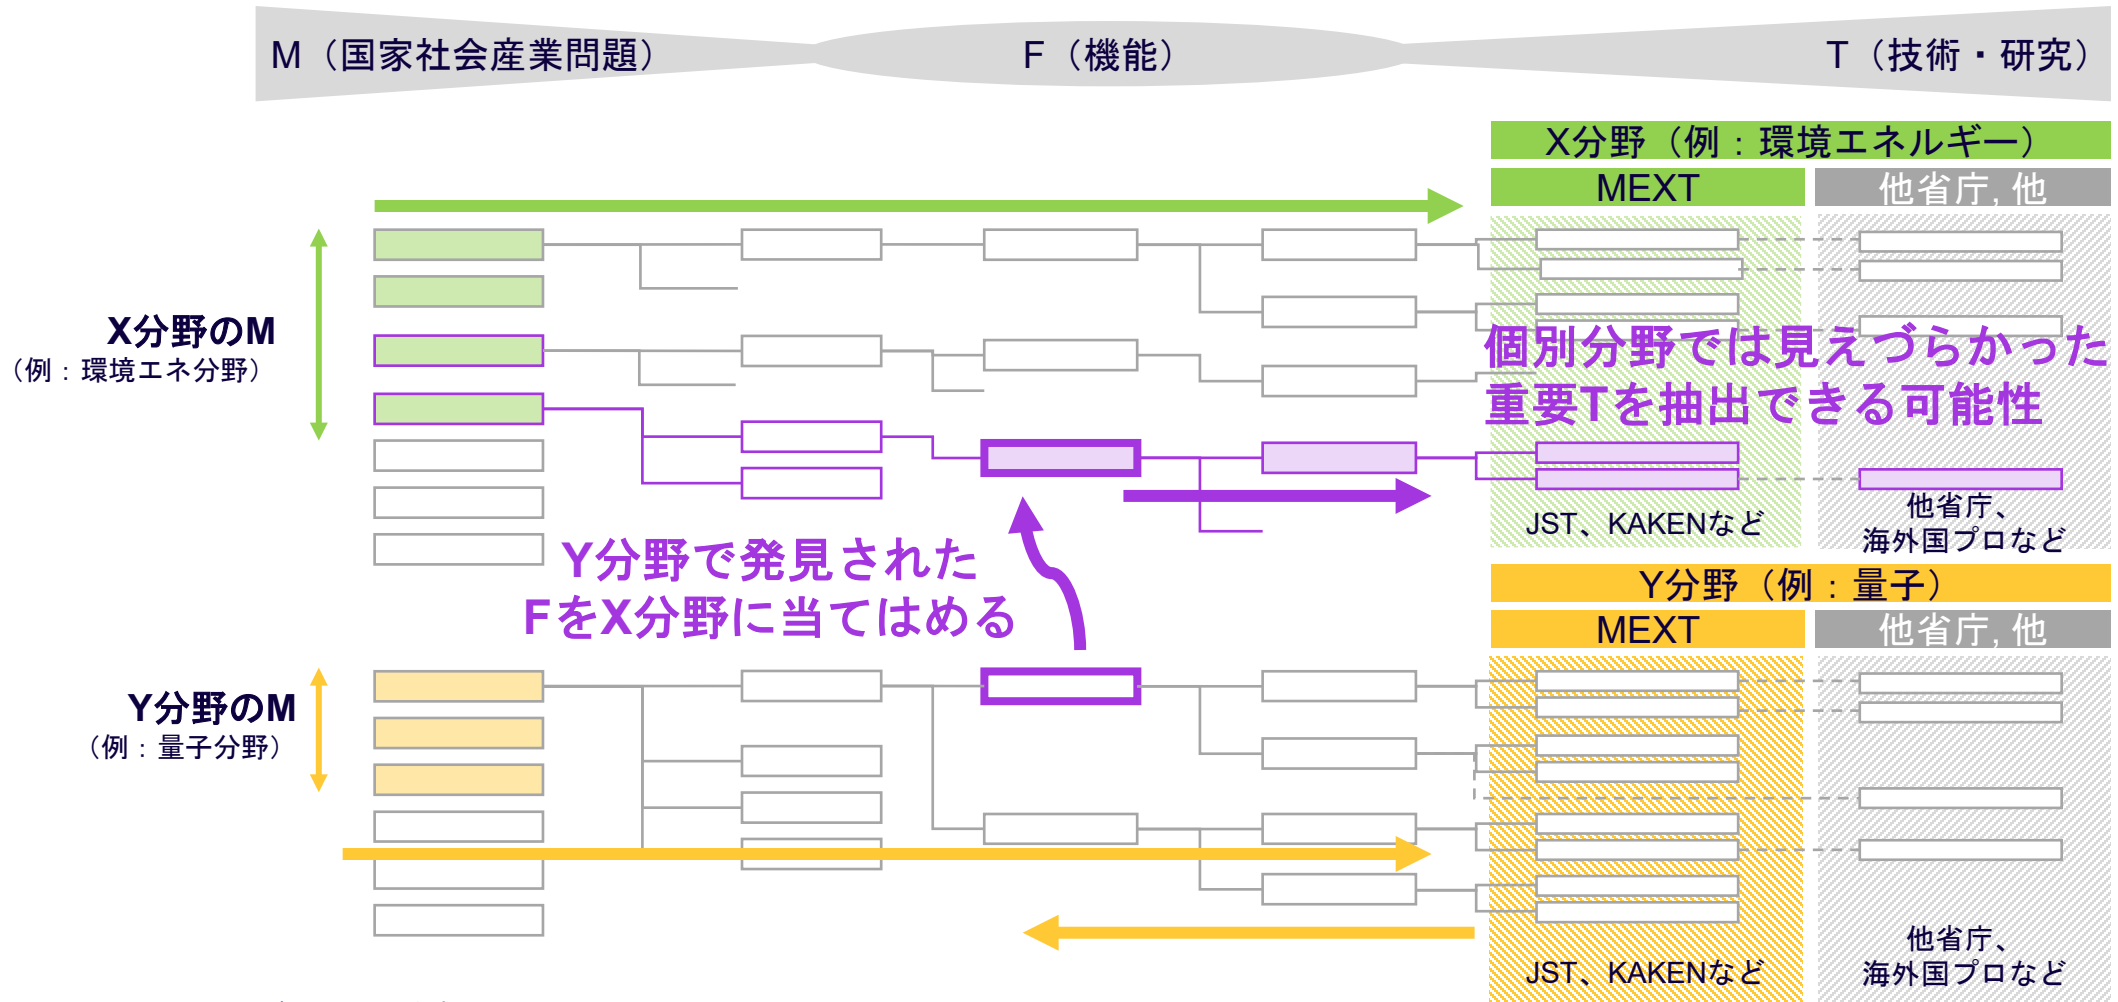 M（国家社会産業問題）
F（機能）
T（技術・研究）
X分野（例：環境エネルギー）
MEXT
他省庁, 他
X分野のM
（例：環境エネ分野）
個別分野では見えづらかった
重要Tを抽出できる可能性
JST、KAKENなど
他省庁、
海外国プロなど
Y分野で発見された
FをX分野に当てはめる
Y分野（例：量子）
MEXT
他省庁, 他
Y分野のM
（例：量子分野）
JST、KAKENなど
他省庁、
海外国プロなど